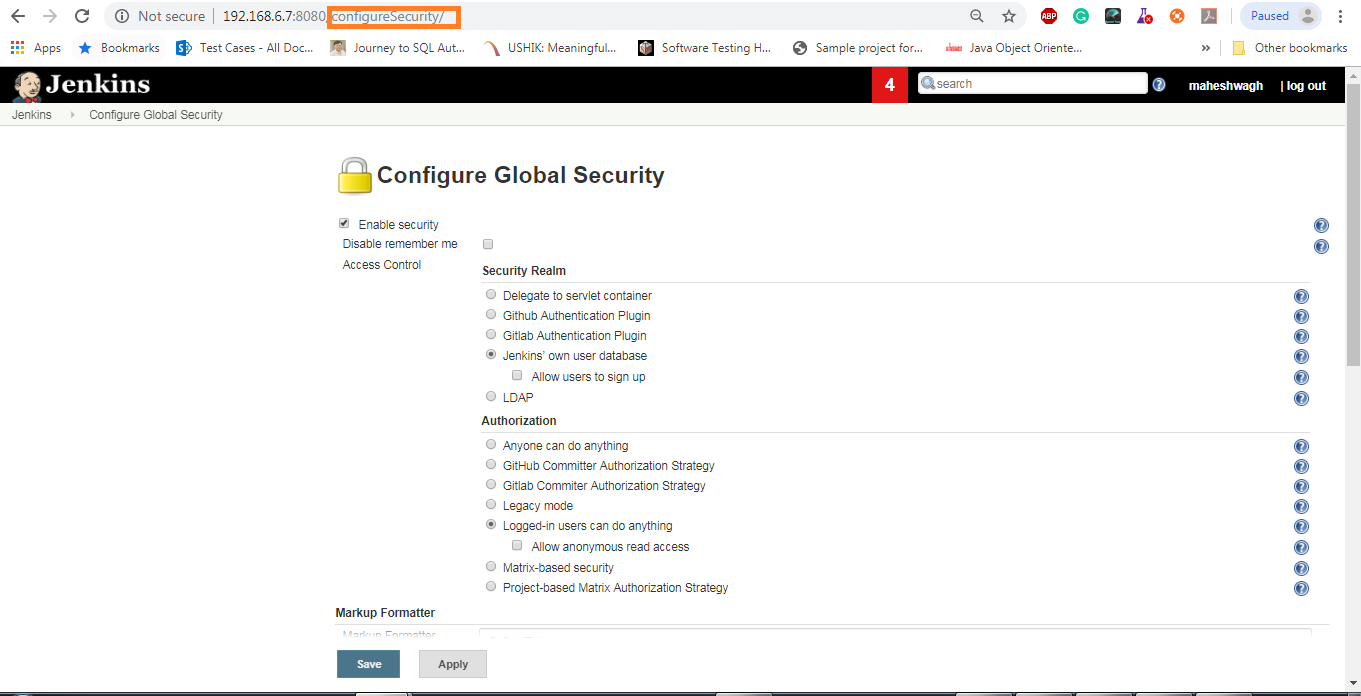 Not secure | 192.168.6.7:8080/configureSecurity/
ABP
G
Paused
Apps Bookmarks Test Cases - All Doc... Journey to SQL Aut... USHIK: Meaningful... Software Testing H... Sample project for... Java Object Oriente... » Other bookmarks
Jenkins 4 search ? maheshwagh | log out
Jenkins Configure Global Security
Configure Global Security
Enable security ?
Disable remember me ?
Access Control
Security Realm
Delegate to servlet container ?
Github Authentication Plugin ?
Gitlab Authentication Plugin ?
Jenkins' own user database ?
Allow users to sign up ?
LDAP ?
Authorization
Anyone can do anything ?
GitHub Committer Authorization Strategy ?
Gitlab Commiter Authorization Strategy ?
Legacy mode ?
Logged-in users can do anything ?
Allow anonymous read access ?
Matrix-based security ?
Project-based Matrix Authorization Strategy ?
Markup Formatter
Markup Formatter
Save Apply